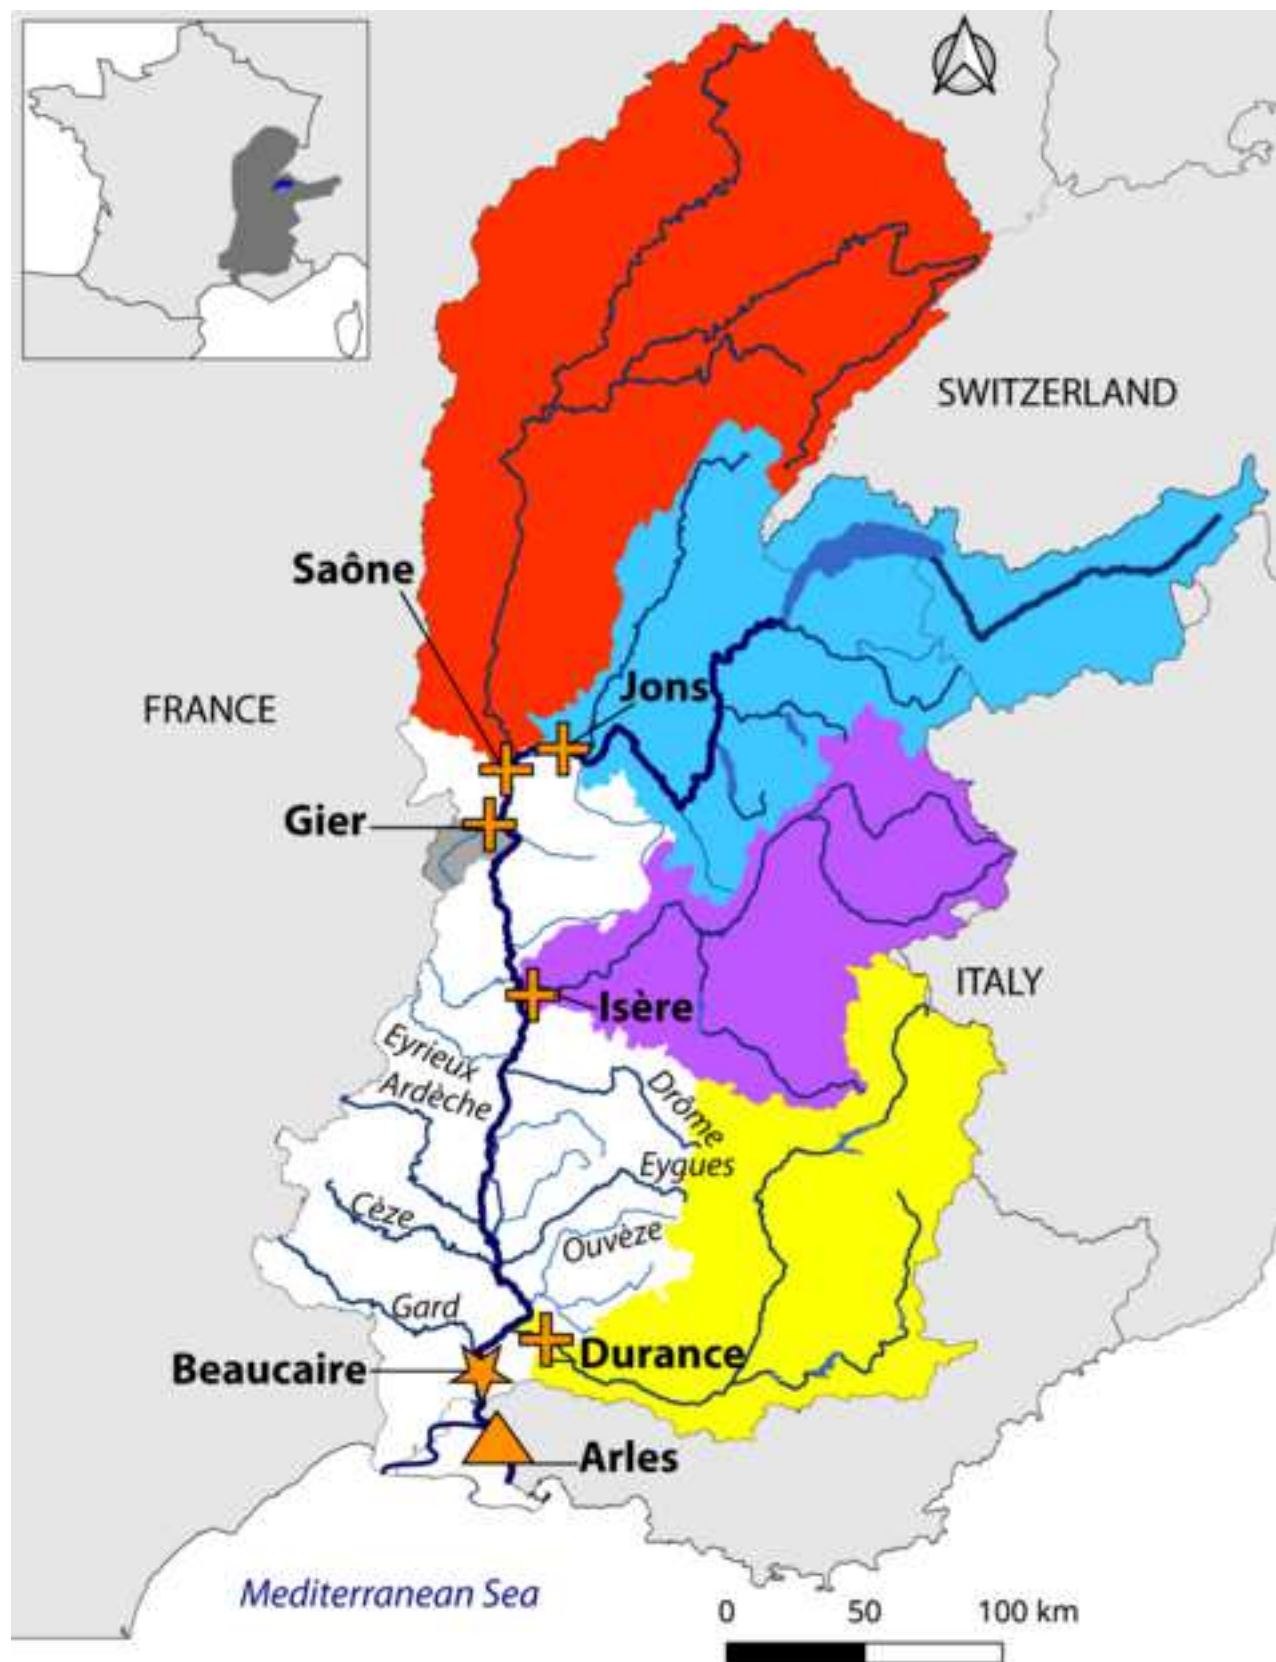 SWITZERLAND
Saône
Jons
FRANCE
Gier
ITALY
Isère
Eyrieux
Drôme
Ardèche
Eygues
Cèze
Ouvèze
Gard
Durance
Beaucaire
Arles
Mediterranean Sea
0 50 100 km